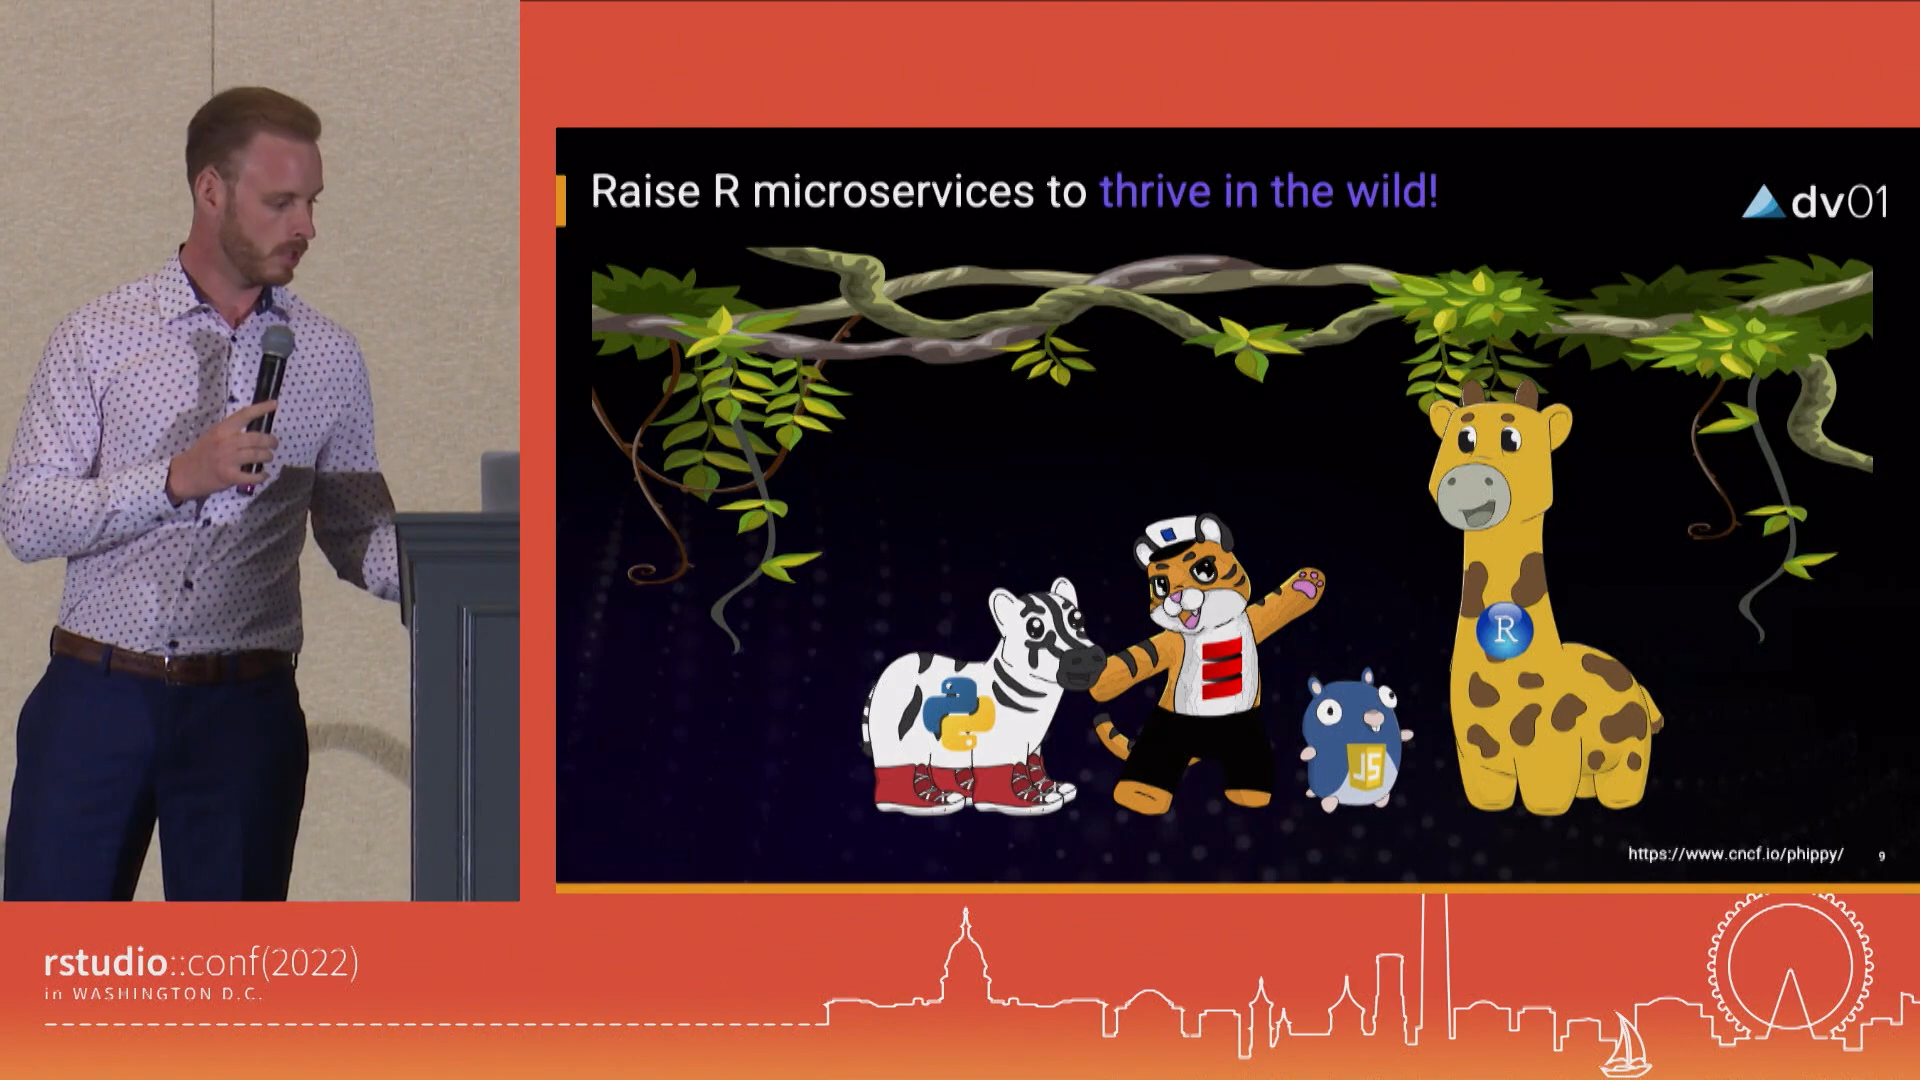 Raise R microservices to thrive in the wild!
dv01
R
JS
https://www.cncf.io/phippy/
9
rstudio::conf(2022)
in WASHINGTON D.C.